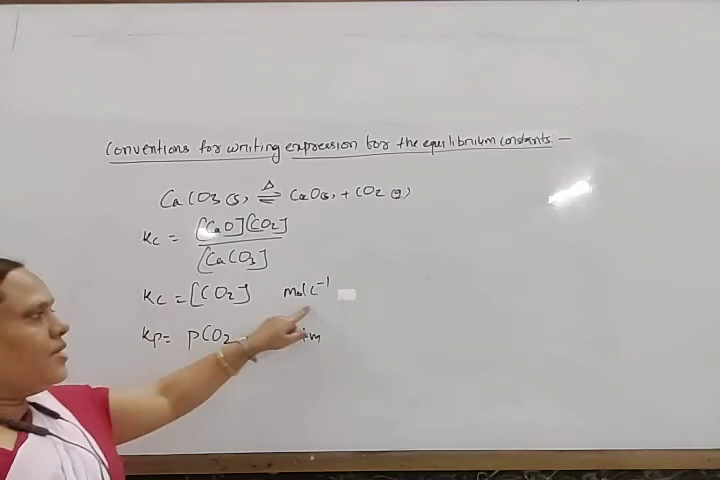 Conventions for writing expression for the equilibrium constants :-
CaCO3(s) Δ ⇌ CaO(s) + CO2(g)
Kc = [CaO][CO2]
[CaCO3]
Kc = [CO2] mol L-1
Kp = pCO2